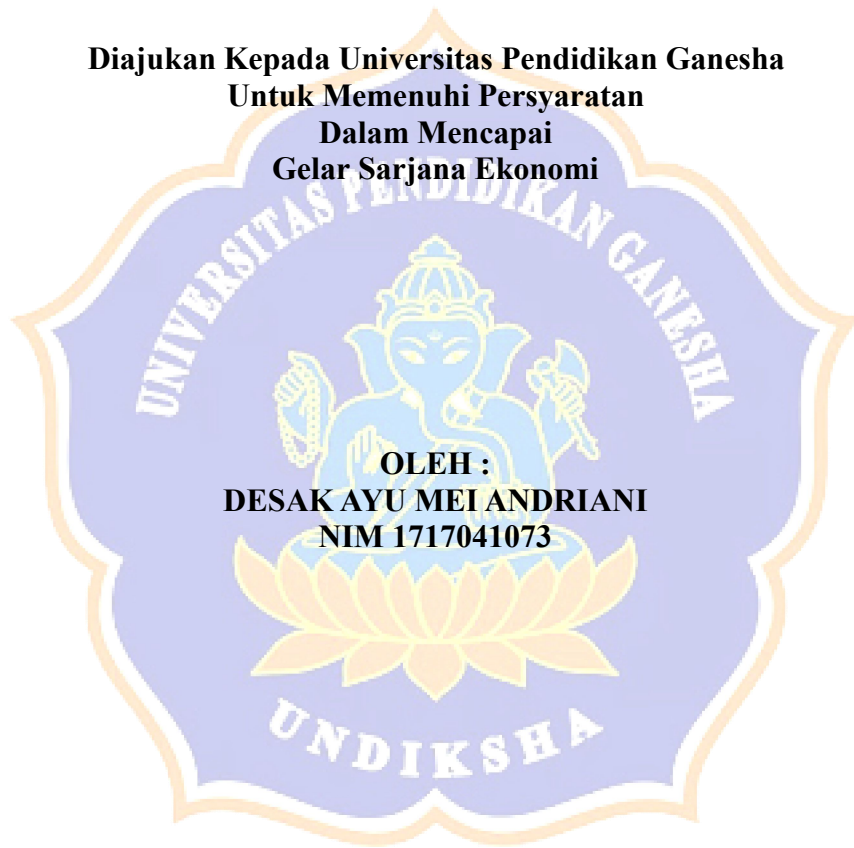 Diajukan Kepada Universitas Pendidikan Ganesha
Untuk Memenuhi Persyaratan
Dalam Mencapai
Gelar Sarjana Ekonomi
UNIVERSITAS PENDIDIKAN GANESHA
OLEH :
DESAK AYU MEI ANDRIANI
NIM 1717041073
UNDIKSHA